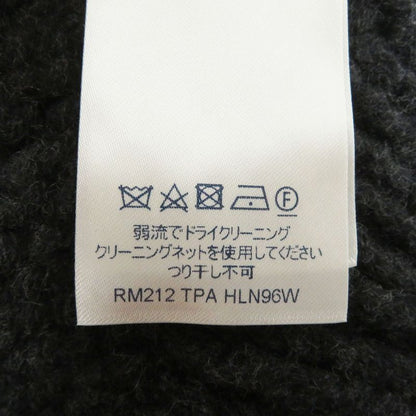 F
弱流でドライクリーニング
クリーニングネットを使用してください
つり干し不可
RM212 TPA HLN96W